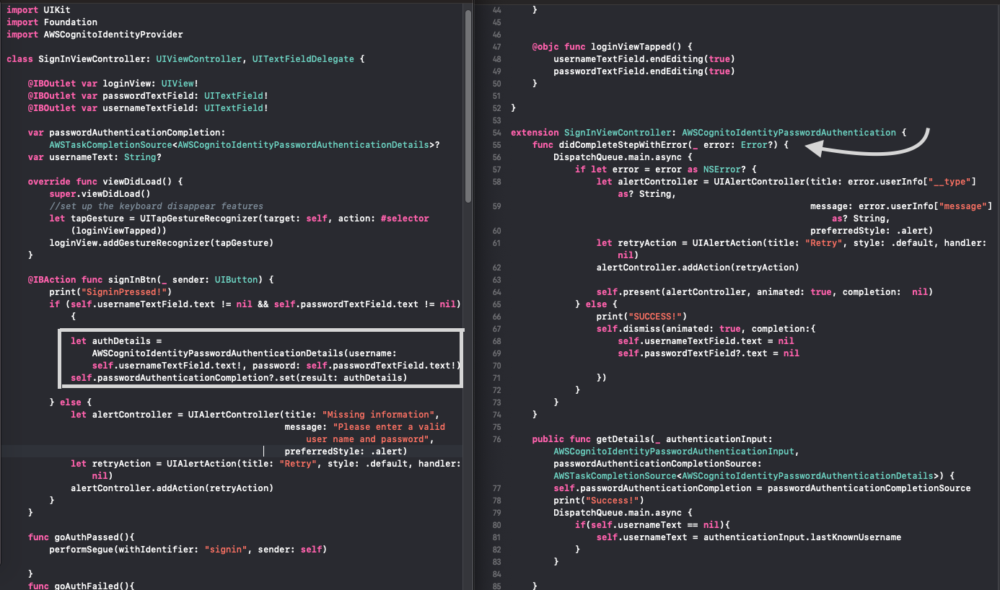 import UIKit
import Foundation
import AWSCognitoIdentityProvider
class SignInViewController: UIViewController, UITextFieldDelegate {
@IBOutlet var loginView: UIView!
@IBOutlet var passwordTextField: UITextField!
@IBOutlet var usernameTextField: UITextField!
var passwordAuthenticationCompletion:
AWSTaskCompletionSource<AWSCognitoIdentityPasswordAuthenticationDetails>?
var usernameText: String?
override func viewDidLoad() {
super.viewDidLoad()
//set up the keyboard disappear features
let tapGesture = UITapGestureRecognizer(target: self, action: #selector
(loginViewTapped))
loginView.addGestureRecognizer(tapGesture)
}
@IBAction func signInBtn(_ sender: UIButton) {
print("SigninPressed!")
if (self.usernameTextField.text != nil && self.passwordTextField.text != nil)
{
let authDetails =
AWSCognitoIdentityPasswordAuthenticationDetails(username:
self.usernameTextField.text!, password: self.passwordTextField.text!)
self.passwordAuthenticationCompletion?.set(result: authDetails)
} else {
let alertController = UIAlertController(title: "Missing information",
message: "Please enter a valid
user name and password",
preferredStyle: .alert)
let retryAction = UIAlertAction(title: "Retry", style: .default, handler:
nil)
alertController.addAction(retryAction)
}
}
func goAuthPassed(){
performSegue(withIdentifier: "signin", sender: self)
}
func goAuthFailed(){
44 }
45
46
47 @objc func loginViewTapped() {
48 usernameTextField.endEditing(true)
49 passwordTextField.endEditing(true)
50 }
51
52 }
53
54 extension SignInViewController: AWSCognitoIdentityPasswordAuthentication {
55 func didCompleteStepWithError(_ error: Error?) {
56 DispatchQueue.main.async {
57 if let error = error as NSError? {
58 let alertController = UIAlertController(title: error.userInfo["__type"]
as? String,
59 message: error.userInfo["message"]
as? String,
60 preferredStyle: .alert)
61 let retryAction = UIAlertAction(title: "Retry", style: .default, handler:
nil)
62 alertController.addAction(retryAction)
63
64 self.present(alertController, animated: true, completion:  nil)
65 } else {
66 print("SUCCESS!")
67 self.dismiss(animated: true, completion:{
68 self.usernameTextField.text = nil
69 self.passwordTextField?.text = nil
70
71 })
72 }
73 }
74 }
75
76 public func getDetails(_ authenticationInput:
AWSCognitoIdentityPasswordAuthenticationInput,
passwordAuthenticationCompletionSource:
AWSTaskCompletionSource<AWSCognitoIdentityPasswordAuthenticationDetails>) {
77 self.passwordAuthenticationCompletion = passwordAuthenticationCompletionSource
78 print("Success!")
79 DispatchQueue.main.async {
80 if(self.usernameText == nil){
81 self.usernameText = authenticationInput.lastKnownUsername
82 }
83 }
84
85 }